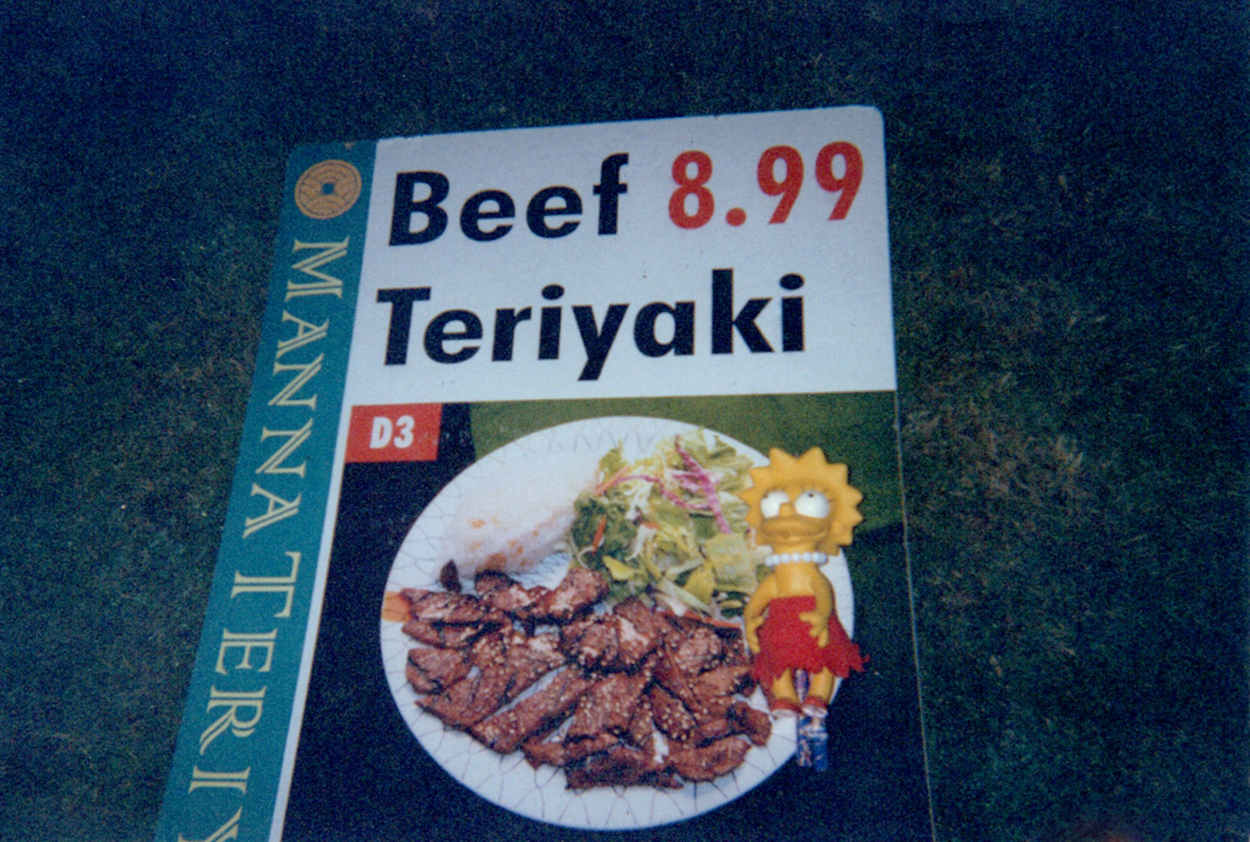 Beef 8.99
Teriyaki
D3
MANNA TERIY